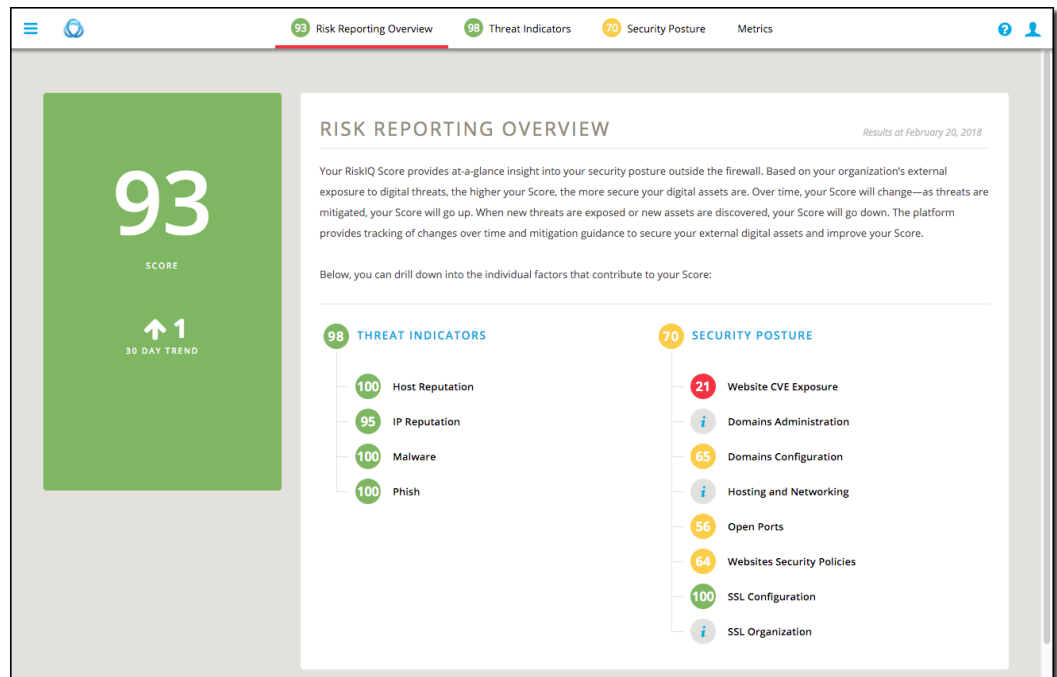 93 Risk Reporting Overview 98 Threat Indicators 70 Security Posture Metrics ?
93
SCORE
1
30 DAY TREND
RISK REPORTING OVERVIEW
Results at February 20, 2018
Your RiskIQ Score provides at-a-glance insight into your security posture outside the firewall. Based on your organization's external
exposure to digital threats, the higher your Score, the more secure your digital assets are. Over time, your Score will change—as threats are
mitigated, your Score will go up. When new threats are exposed or new assets are discovered, your Score will go down. The platform
provides tracking of changes over time and mitigation guidance to secure your external digital assets and improve your Score.
Below, you can drill down into the individual factors that contribute to your Score:
98 THREAT INDICATORS
100 Host Reputation
95 IP Reputation
100 Malware
100 Phish
70 SECURITY POSTURE
21 Website CVE Exposure
i Domains Administration
65 Domains Configuration
i Hosting and Networking
56 Open Ports
64 Websites Security Policies
100 SSL Configuration
i SSL Organization